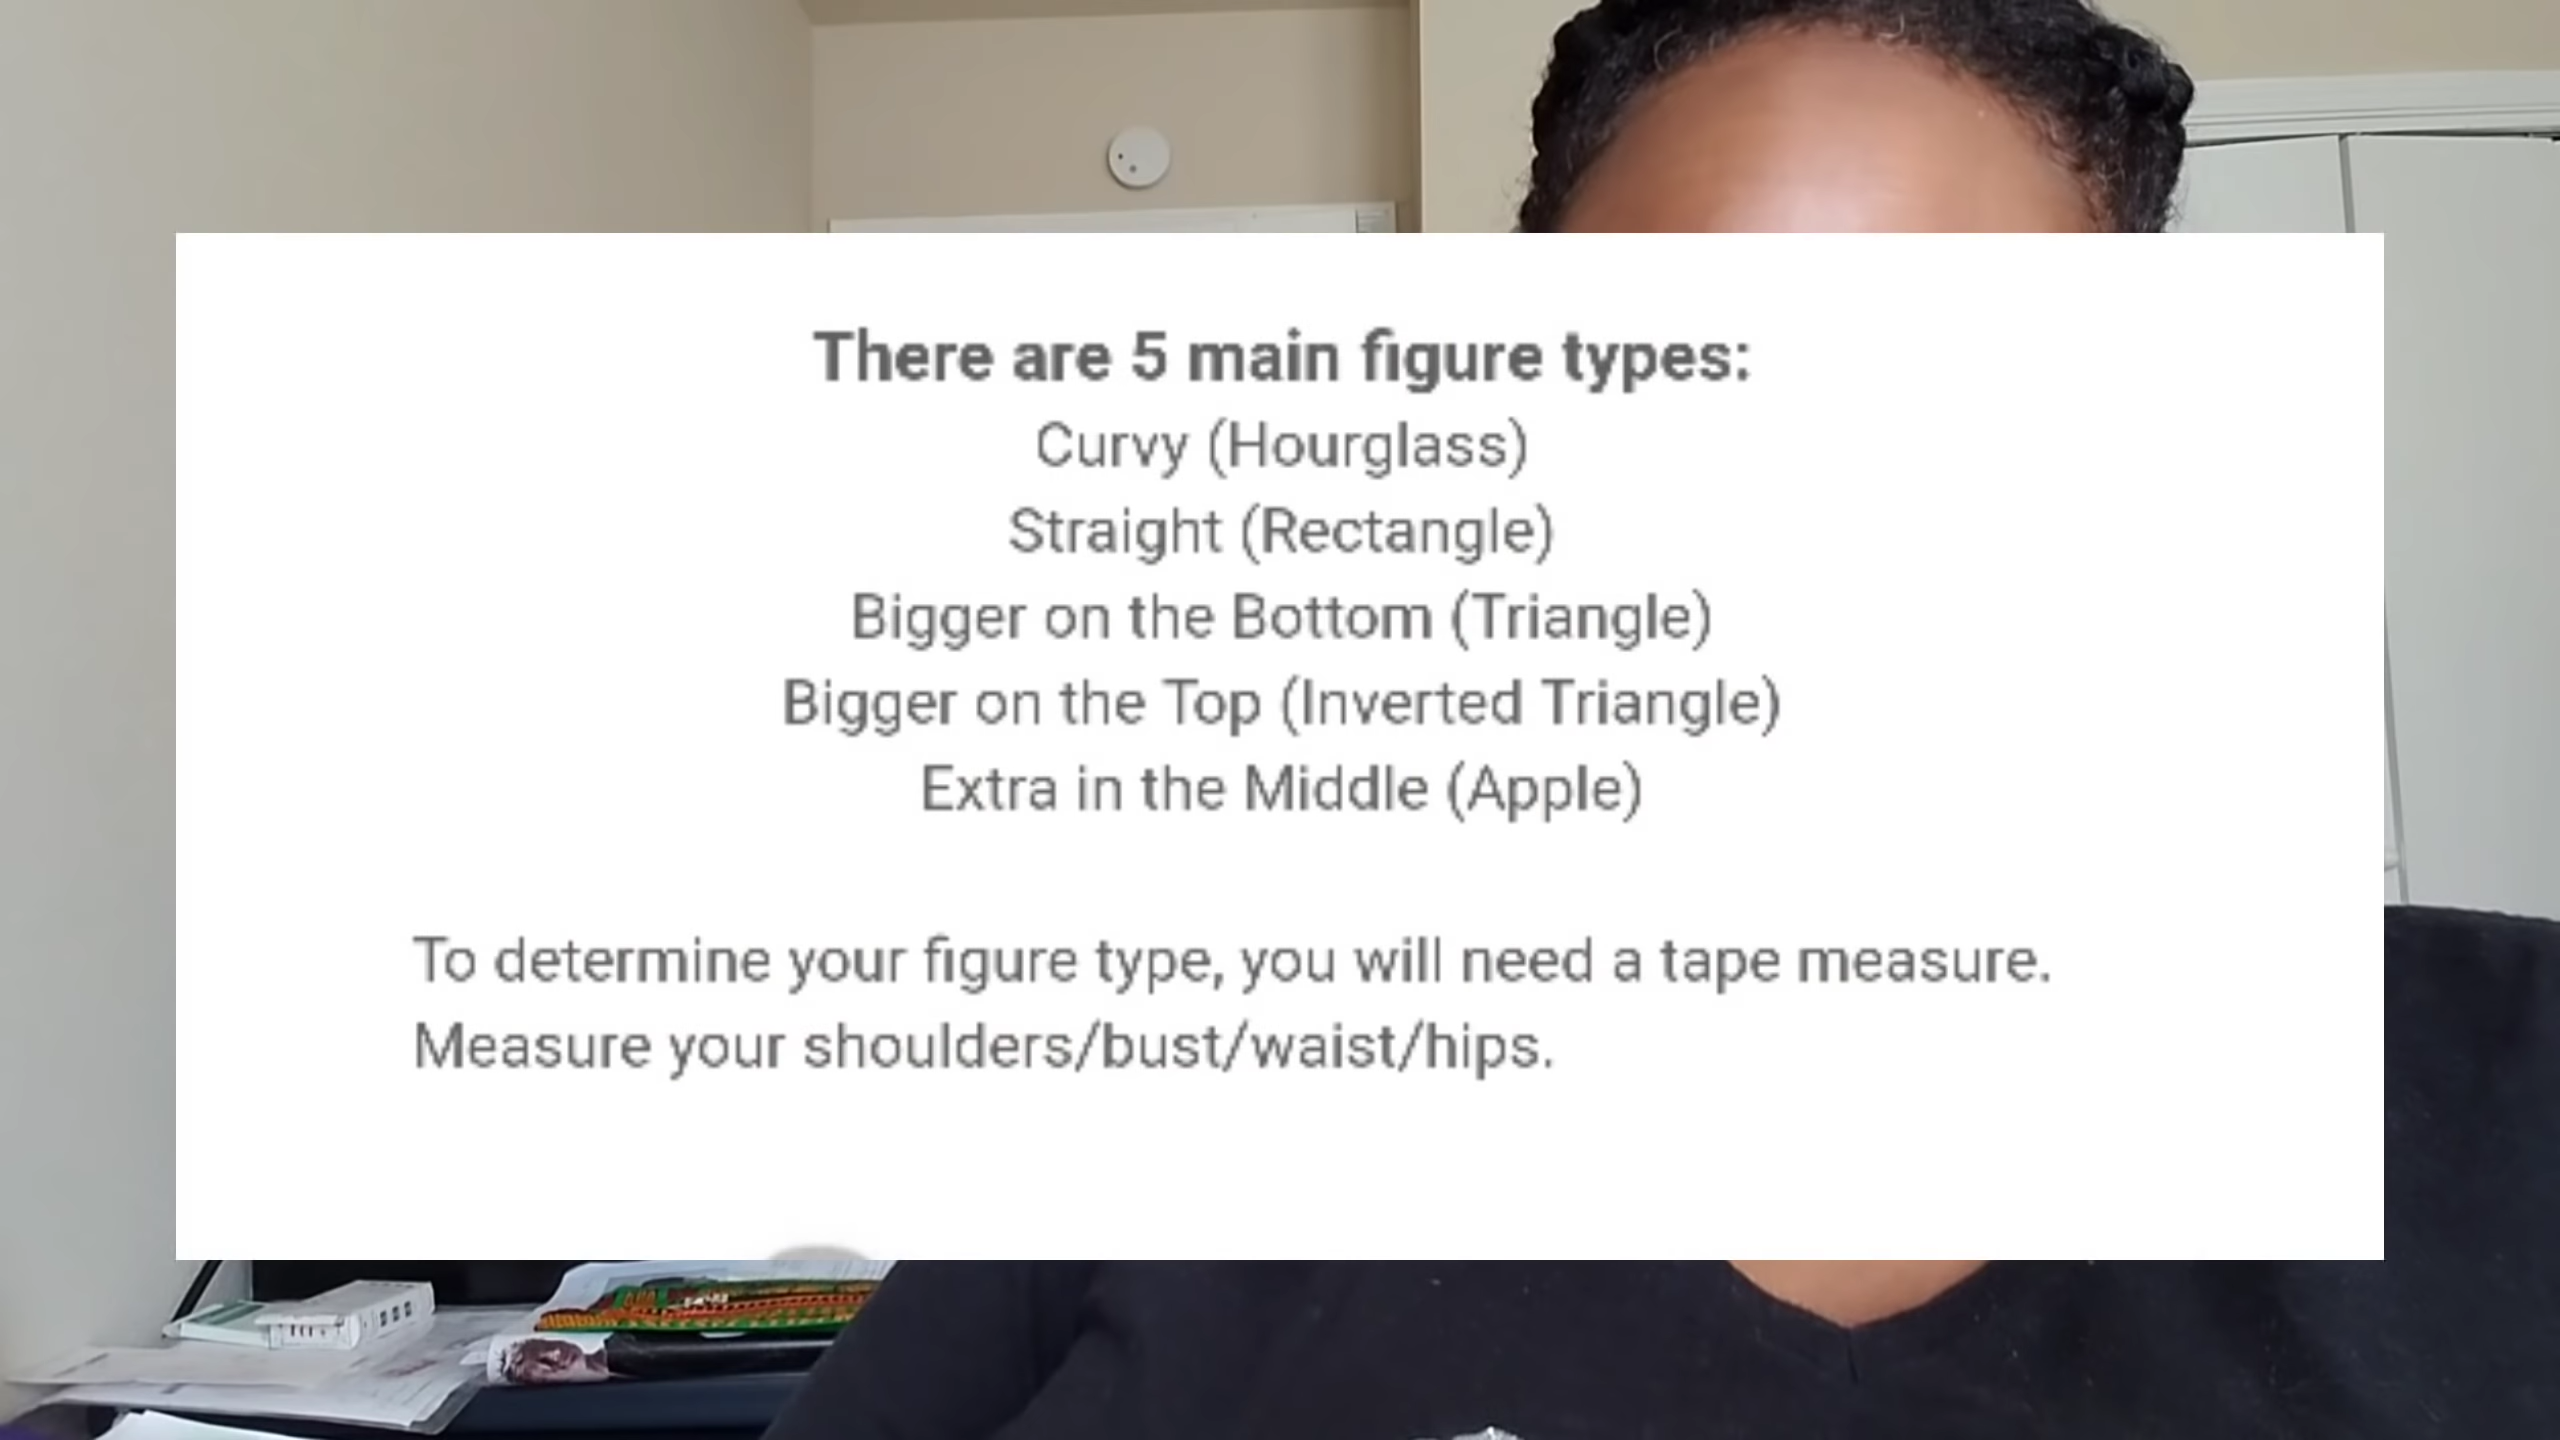 There are 5 main figure types:
Curvy (Hourglass)
Straight (Rectangle)
Bigger on the Bottom (Triangle)
Bigger on the Top (Inverted Triangle)
Extra in the Middle (Apple)
To determine your figure type, you will need a tape measure.
Measure your shoulders/bust/waist/hips.